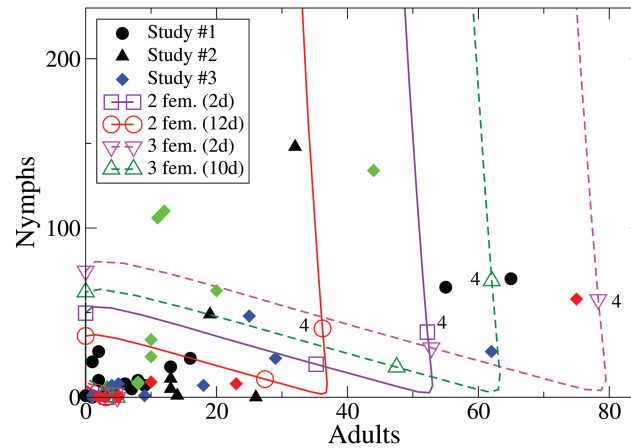 200
100
0
Nymphs
Study #1
Study #2
Study #3
2 fem. (2d)
2 fem. (12d)
3 fem. (2d)
3 fem. (10d)
4
4
4
4
0
20
40
60
80
Adults